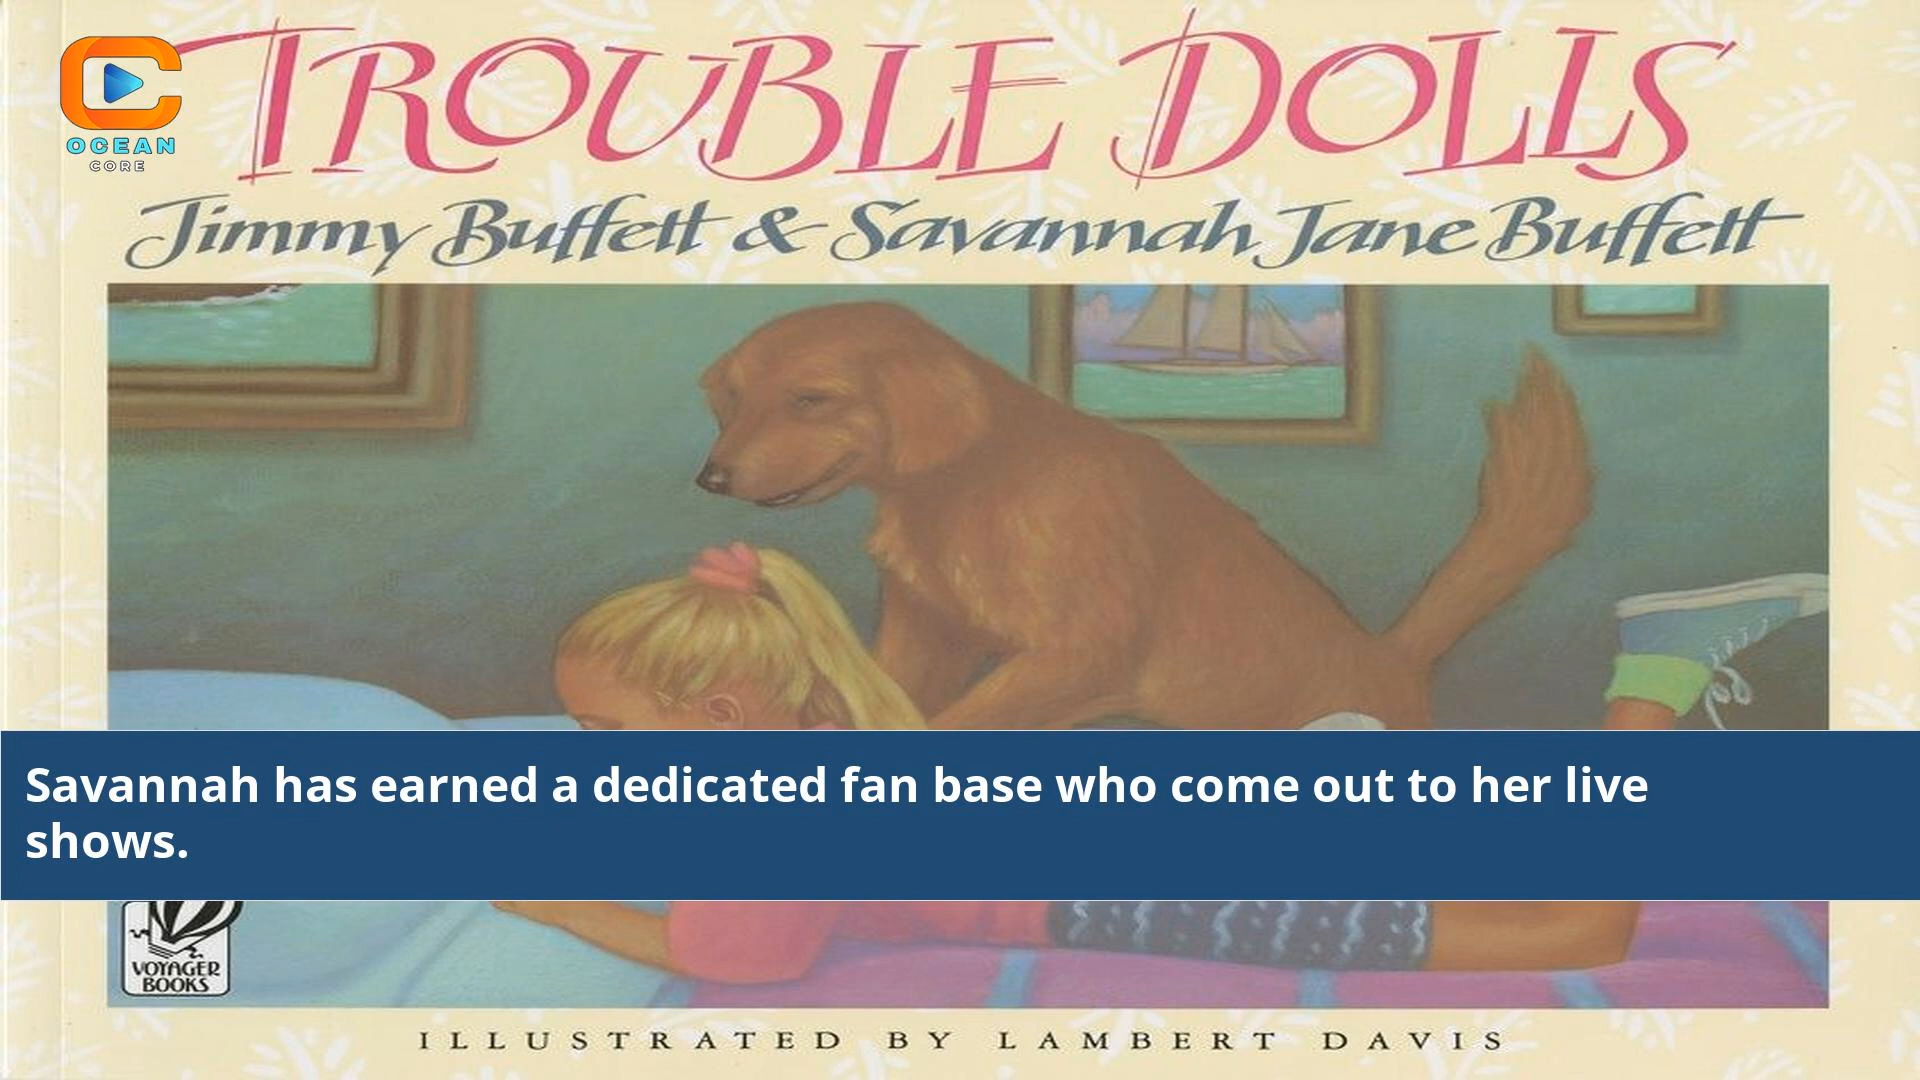 TROUBLE DOLLS
OCEAN
CORE
Jimmy Buffett & Savannah Jane Buffett
Savannah has earned a dedicated fan base who come out to her live
shows.
VOYAGER
BOOKS
ILLUSTRATED BY LAMBERT DAVIS